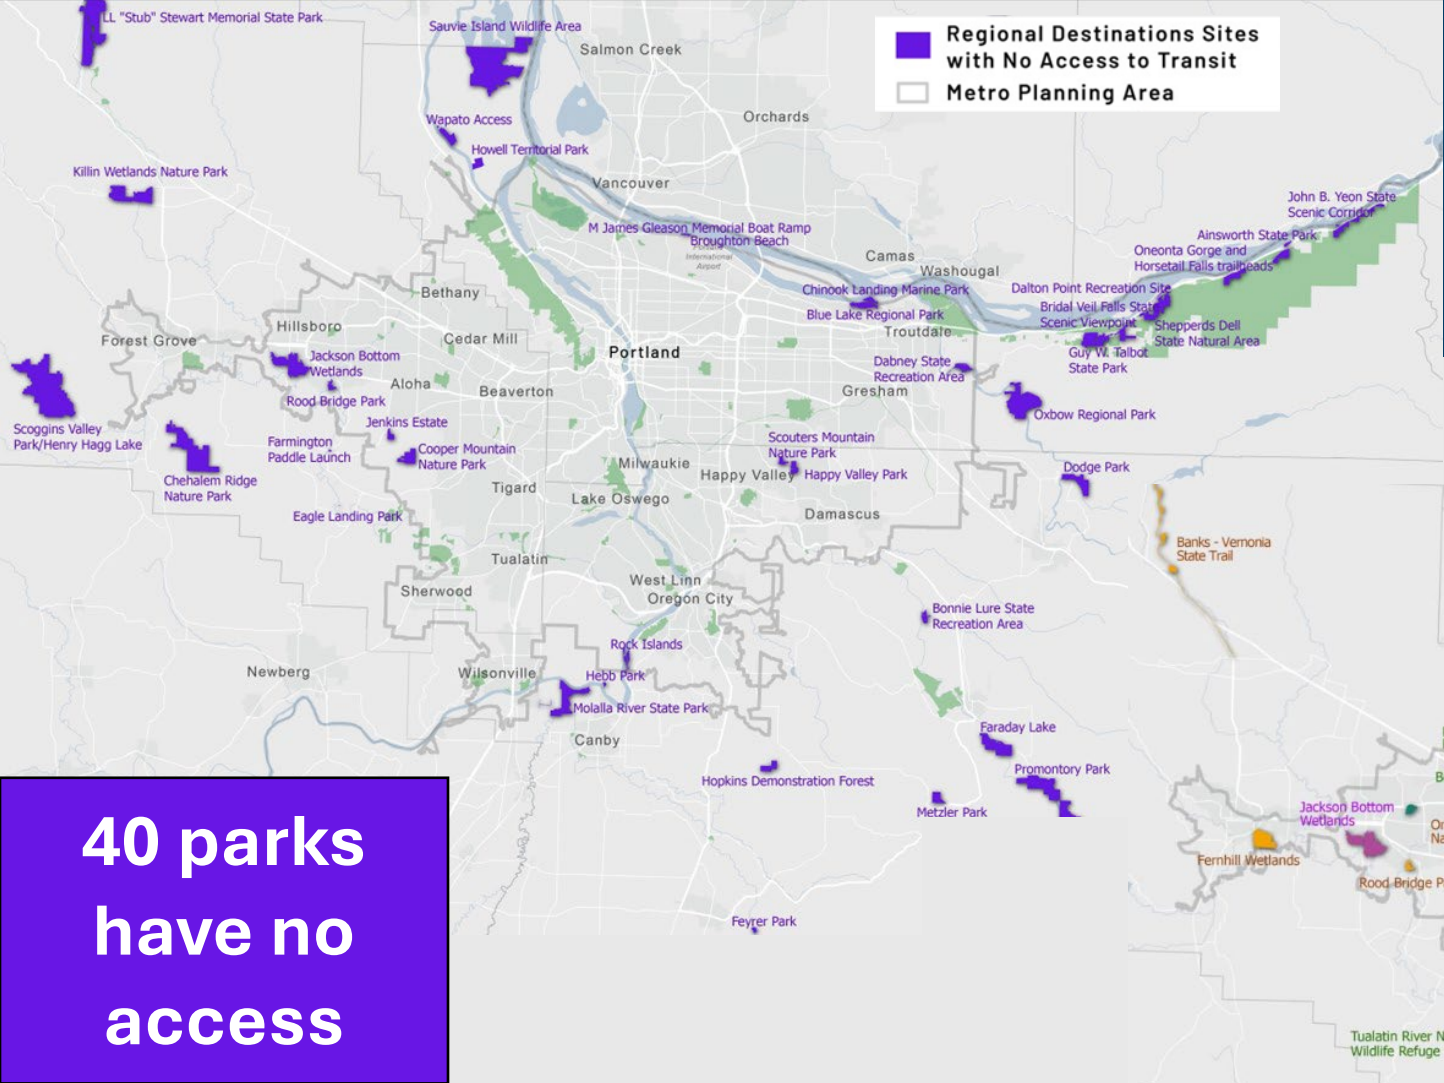 LL "Stub" Stewart Memorial State Park
Sauvie Island Wildlife Area
Salmon Creek
Regional Destinations Sites
with No Access to Transit
Metro Planning Area
Wapato Access
Orchards
Howell Territorial Park
Killin Wetlands Nature Park
Vancouver
John B. Yeon State
Scenic Corridor
M James Gleason Memorial Boat Ramp
Broughton Beach
International
Airport
Ainsworth State Park
Oneonta Gorge and
Horsetail Falls trailheads
Camas
Washougal
Bethany
Chinook Landing Marine Park
Dalton Point Recreation Site
Blue Lake Regional Park
Bridal Veil Falls State
Scenic Viewpoint
Hillsboro
Forest Grove
Cedar Mill
Troutdale
Shepperds Dell
State Natural Area
Portland
Jackson Bottom
Wetlands
Guy W. Talbot
State Park
Dabney State
Recreation Area
Aloha
Beaverton
Gresham
Rood Bridge Park
Oxbow Regional Park
Jenkins Estate
Scoggins Valley
Park/Henry Hagg Lake
Farmington
Paddle Launch
Cooper Mountain
Nature Park
Scouters Mountain
Nature Park
Milwaukie
Happy Valley
Happy Valley Park
Dodge Park
Chehalem Ridge
Nature Park
Tigard
Lake Oswego
Eagle Landing Park
Damascus
Banks - Vernonia
State Trail
Tualatin
West Linn
Oregon City
Sherwood
Bonnie Lure State
Recreation Area
Rock Islands
Newberg
Wilsonville
Hebb Park
Molalla River State Park
Canby
Faraday Lake
Promontory Park
Hopkins Demonstration Forest
Metzler Park
B
Jackson Bottom
Wetlands
Or
Na
Fernhill Wetlands
Rood Bridge P
40 parks
have no
access
Feyrer Park
Tualatin River N
Wildlife Refuge